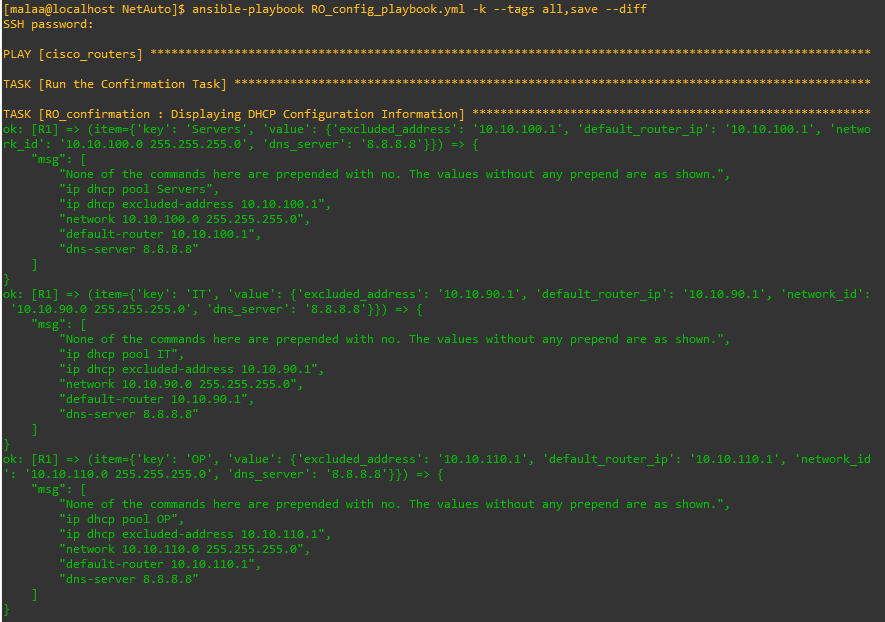 [malaa@localhost NetAuto]$ ansible-playbook RO_config_playbook.yml -k --tags all,save --diff
SSH password:
PLAY [cisco_routers] *******************************************************************************************************
TASK [Run the Confirmation Task] *******************************************************************************************
TASK [RO_confirmation : Displaying DHCP Configuration Information] *********************************************************
ok: [R1] => (item={'key': 'Servers', 'value': {'excluded_address': '10.10.100.1', 'default_router_ip': '10.10.100.1', 'netwo
rk_id': '10.10.100.0 255.255.255.0', 'dns_server': '8.8.8.8'}}) => {
    "msg": [
        "None of the commands here are prepended with no. The values without any prepend are as shown.",
        "ip dhcp pool Servers",
        "ip dhcp excluded-address 10.10.100.1",
        "network 10.10.100.0 255.255.255.0",
        "default-router 10.10.100.1",
        "dns-server 8.8.8.8"
    ]
}
ok: [R1] => (item={'key': 'IT', 'value': {'excluded_address': '10.10.90.1', 'default_router_ip': '10.10.90.1', 'network_id':
 '10.10.90.0 255.255.255.0', 'dns_server': '8.8.8.8'}}) => {
    "msg": [
        "None of the commands here are prepended with no. The values without any prepend are as shown.",
        "ip dhcp pool IT",
        "ip dhcp excluded-address 10.10.90.1",
        "network 10.10.90.0 255.255.255.0",
        "default-router 10.10.90.1",
        "dns-server 8.8.8.8"
    ]
}
ok: [R1] => (item={'key': 'OP', 'value': {'excluded_address': '10.10.110.1', 'default_router_ip': '10.10.110.1', 'network_id
': '10.10.110.0 255.255.255.0', 'dns_server': '8.8.8.8'}}) => {
    "msg": [
        "None of the commands here are prepended with no. The values without any prepend are as shown.",
        "ip dhcp pool OP",
        "ip dhcp excluded-address 10.10.110.1",
        "network 10.10.110.0 255.255.255.0",
        "default-router 10.10.110.1",
        "dns-server 8.8.8.8"
    ]
}